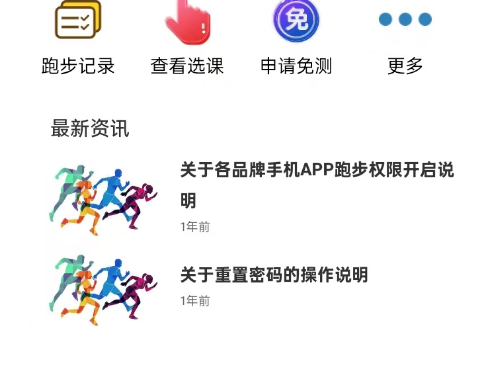 免
跑步记录 查看选课 申请免测 更多
最新资讯
关于各品牌手机APP跑步权限开启说
明
1年前
关于重置密码的操作说明
1年前